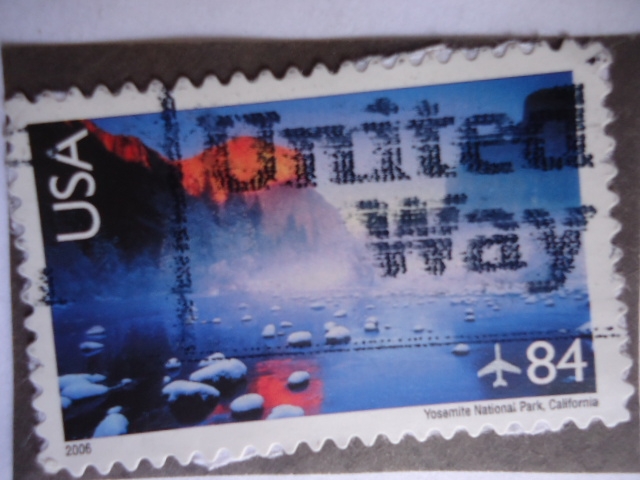 USA
United
Way
84
Yosemite National Park, California
2006